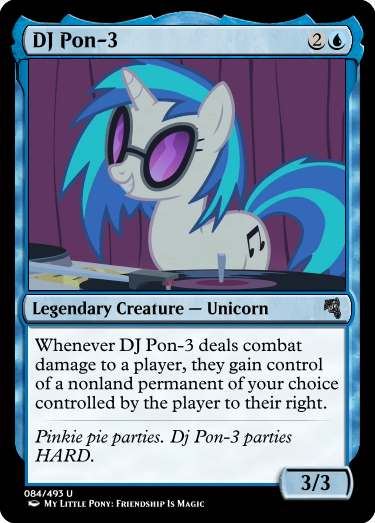 DJ Pon-3 2
Legendary Creature — Unicorn
Whenever DJ Pon-3 deals combat
damage to a player, they gain control
of a nonland permanent of your choice
controlled by the player to their right.
Pinkie pie parties. Dj Pon-3 parties
HARD.
3/3
084/493 U
My Little Pony: Friendship Is Magic